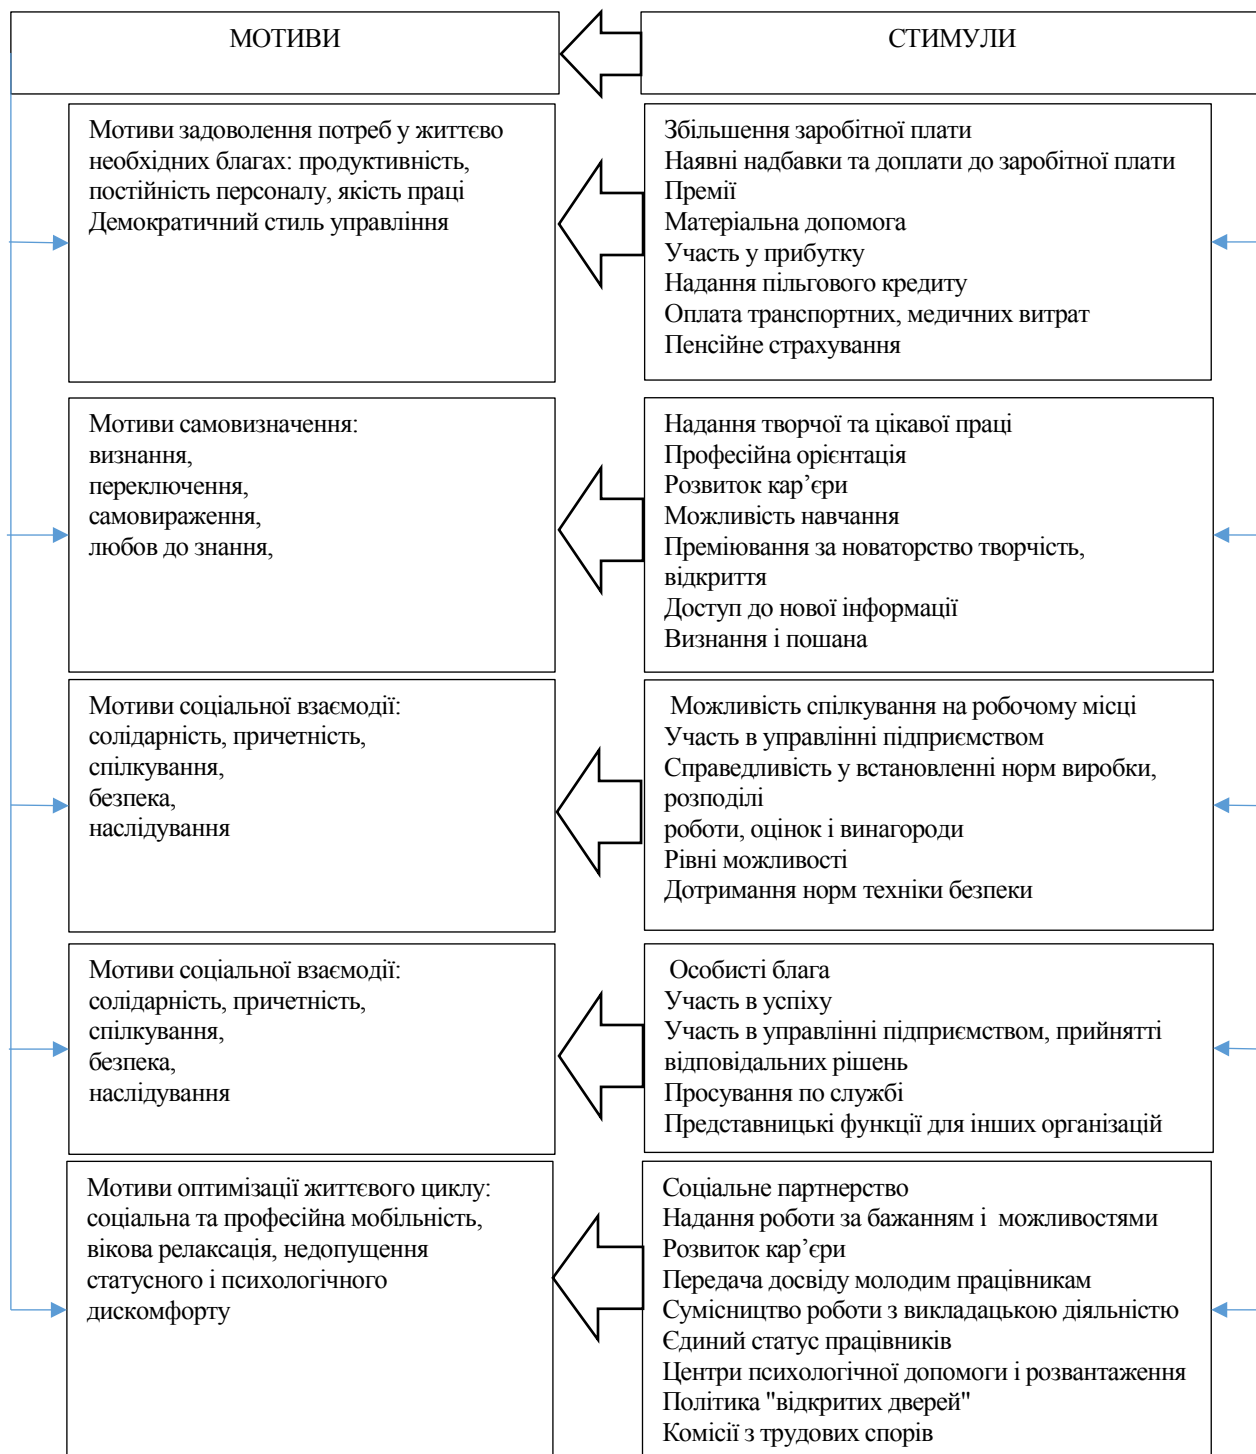 МОТИВИ
СТИМУЛИ
Мотиви задоволення потреб у життєво
необхідних благах: продуктивність,
постійність персоналу, якість праці
Демократичний стиль управління
Збільшення заробітної плати
Наявні надбавки та доплати до заробітної плати
Премії
Матеріальна допомога
Участь у прибутку
Надання пільгового кредиту
Оплата транспортних, медичних витрат
Пенсійне страхування
Мотиви самовизначення:
визнання,
переключення,
самовираження,
любов до знання,
Надання творчої та цікавої праці
Професійна орієнтація
Розвиток кар’єри
Можливість навчання
Преміювання за новаторство творчість,
відкриття
Доступ до нової інформації
Визнання і пошана
Мотиви соціальної взаємодії:
солідарність, причетність,
спілкування,
безпека,
наслідування
Можливість спілкування на робочому місці
Участь в управлінні підприємством
Справедливість у встановленні норм виробки,
розподілі
роботи, оцінок і винагороди
Рівні можливості
Дотримання норм техніки безпеки
Мотиви соціальної взаємодії:
солідарність, причетність,
спілкування,
безпека,
наслідування
Особисті блага
Участь в успіху
Участь в управлінні підприємством, прийнятті
відповідальних рішень
Просування по службі
Представницькі функції для інших організацій
Мотиви оптимізації життєвого циклу:
соціальна та професійна мобільність,
вікова релаксація, недопущення
статусного і психологічного
дискомфорту
Соціальне партнерство
Надання роботи за бажанням і  можливостями
Розвиток кар’єри
Передача досвіду молодим працівникам
Сумісництво роботи з викладацькою діяльністю
Єдиний статус працівників
Центри психологічної допомоги і розвантаження
Політика "відкритих дверей"
Комісії з трудових спорів